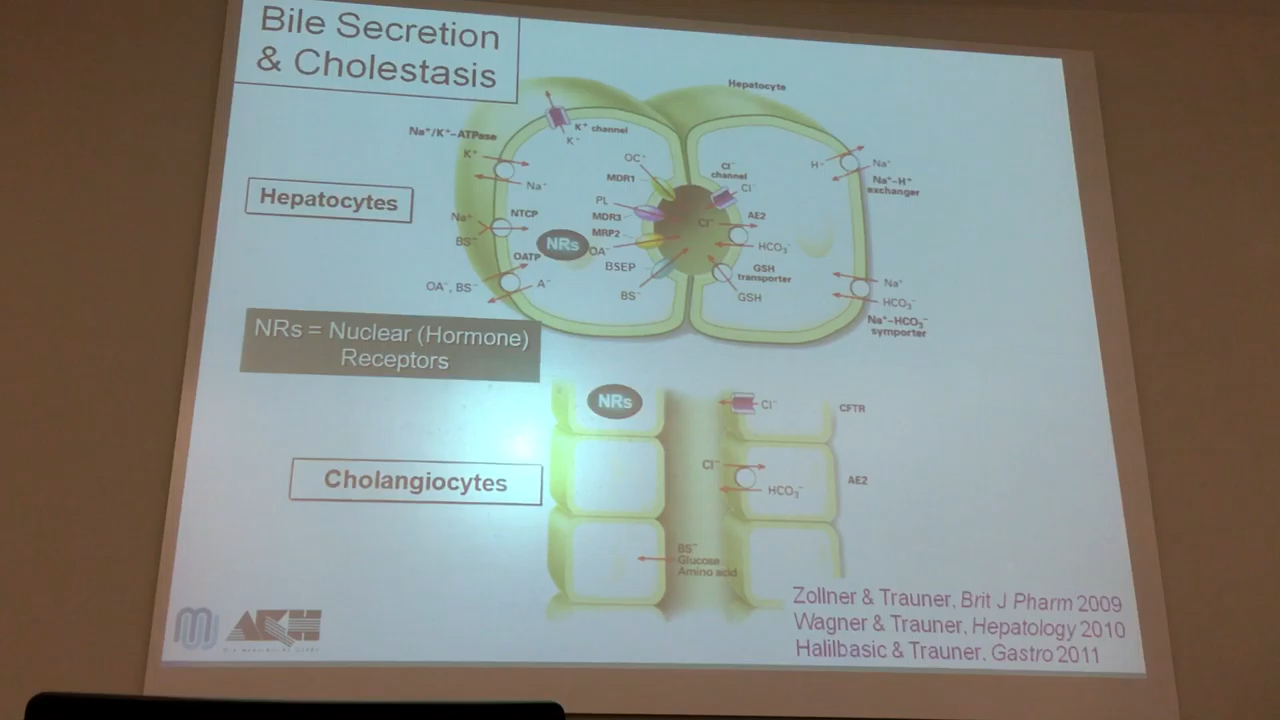 Bile Secretion
& Cholestasis
Hepatocyte
Na⁺/K⁺-ATPase
K⁺
Na⁺
K⁺ channel
K⁺
Hepatocytes
OC⁺
MDR1
PL
MDR3
MRP2
OA⁻
BSEP
BS⁻
Na⁺
BS⁻
NTCP
NRs
OATP
OA⁻, BS⁻
A⁻
Cl⁻
channel
Cl⁻
Cl⁻
AE2
HCO₃⁻
GSH
transporter
GSH
H⁺
Na⁺
Na⁺-H⁺
exchanger
Na⁺
HCO₃⁻
Na⁺-HCO₃⁻
symporter
NRs = Nuclear (Hormone)
Receptors
NRs
Cl⁻
CFTR
Cholangiocytes
Cl⁻
HCO₃⁻
AE2
BS⁻
Glucose
Amino acid
Zollner & Trauner, Brit J Pharm 2009
Wagner & Trauner, Hepatology 2010
Halilbasic & Trauner, Gastro 2011
AKH